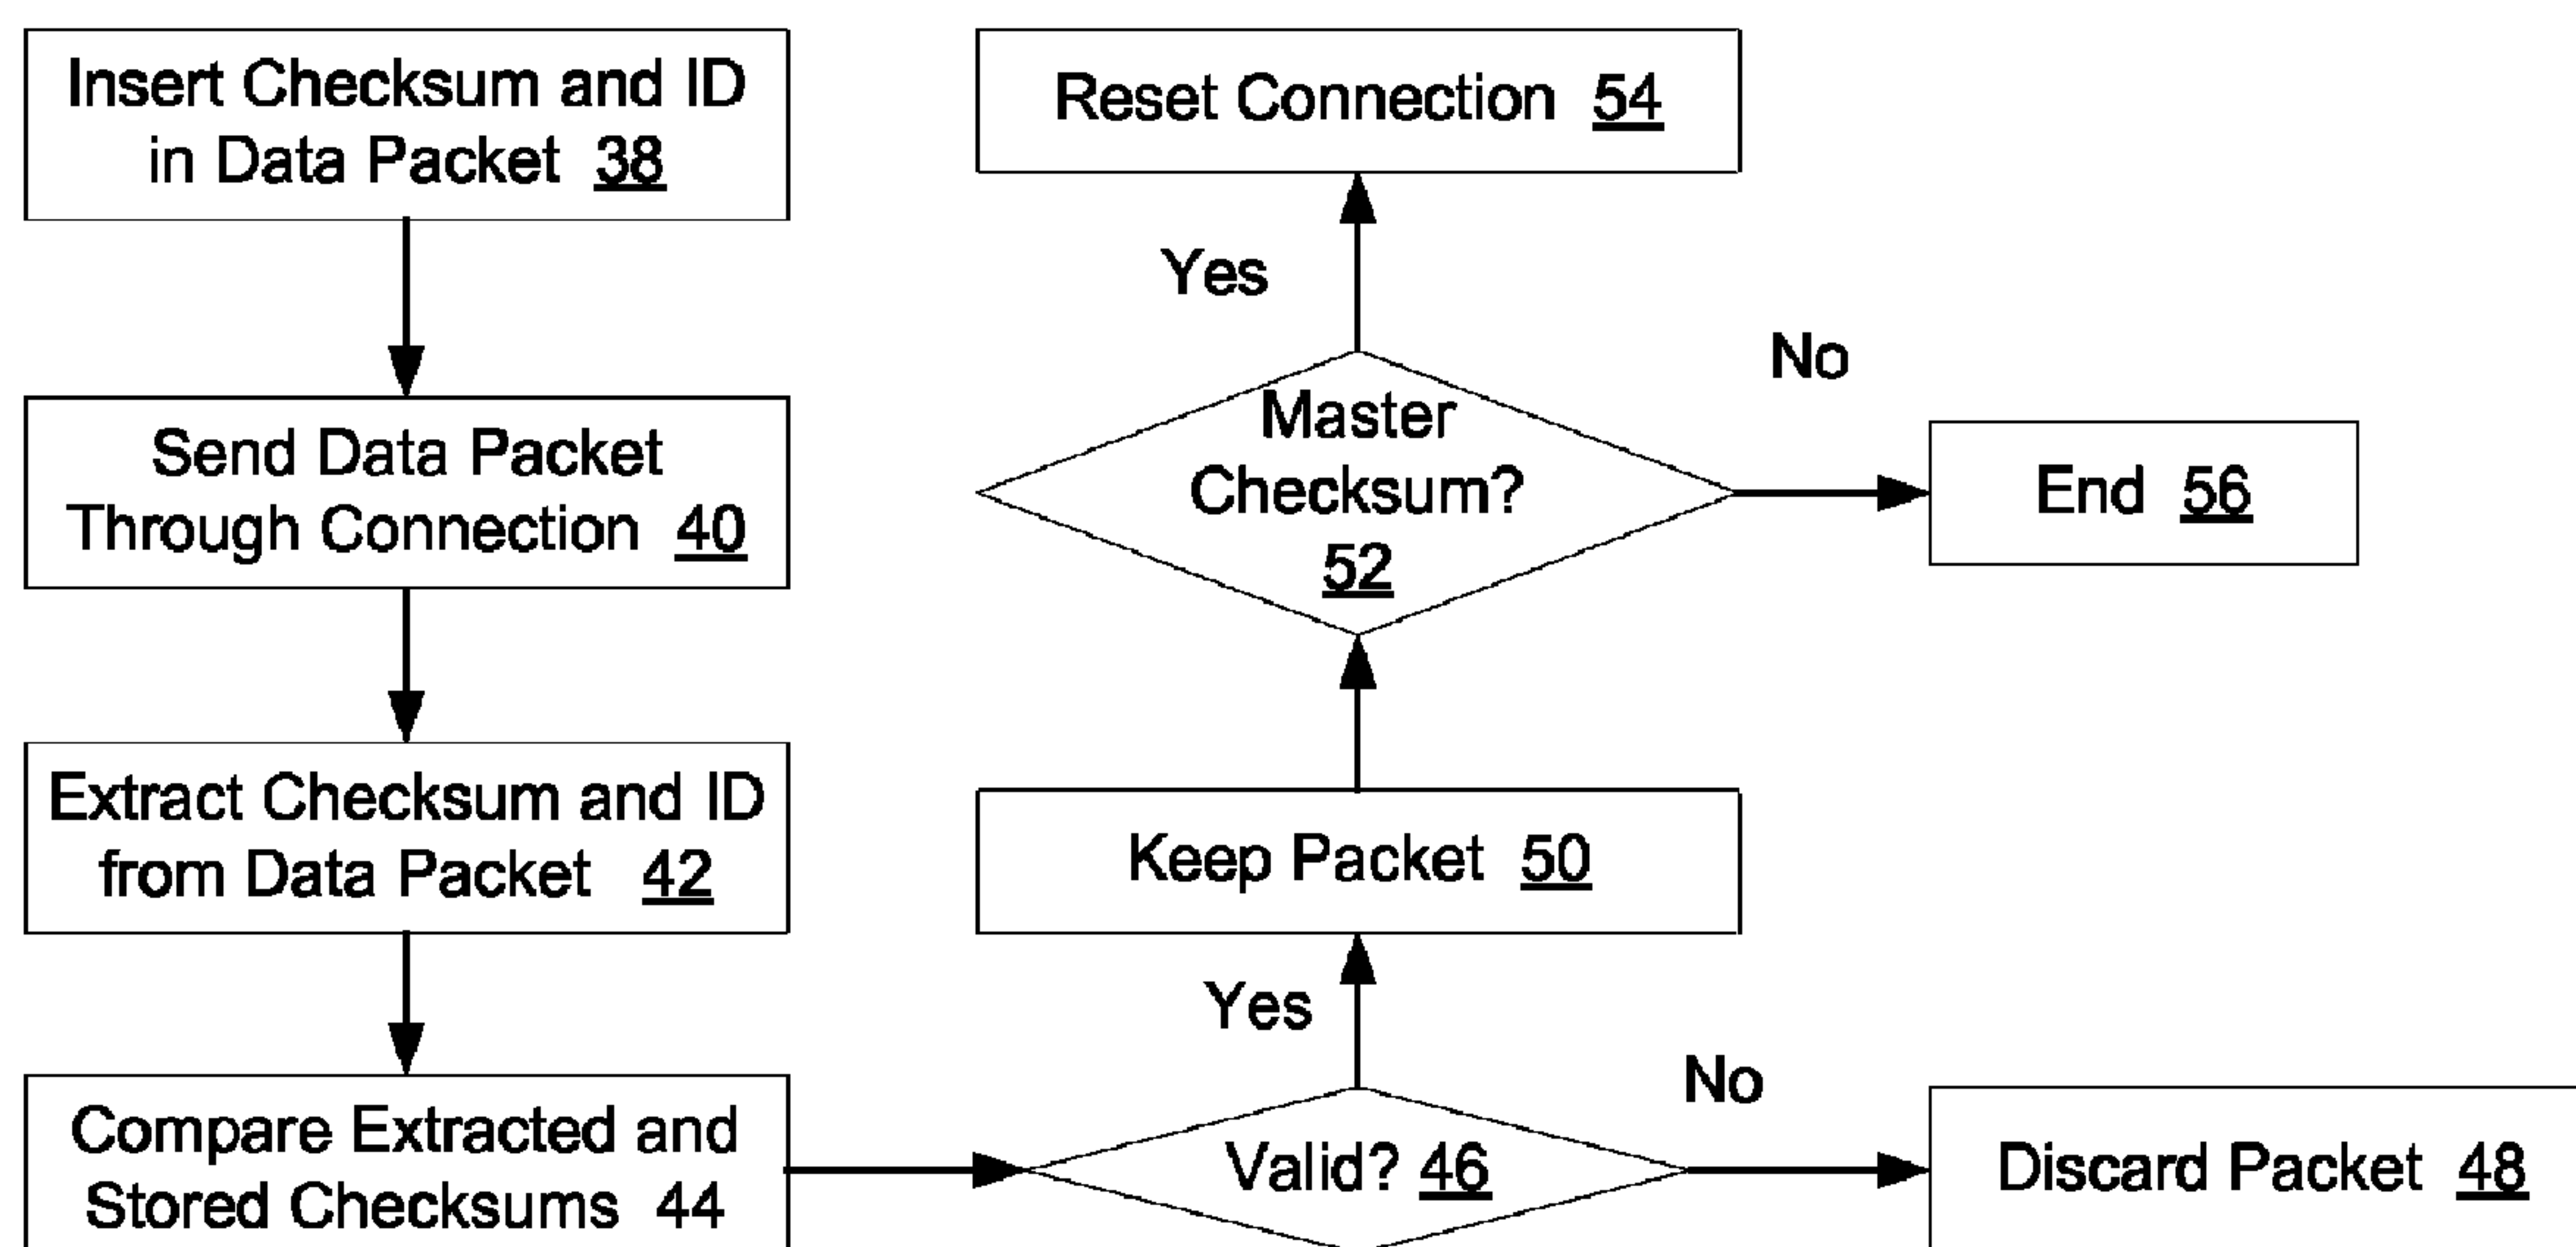 Insert Checksum and ID
in Data Packet 38
Send Data Packet
Through Connection 40
Extract Checksum and ID
from Data Packet 42
Compare Extracted and
Stored Checksums 44
Valid? 46
No
Discard Packet 48
Yes
Keep Packet 50
Master
Checksum?
52
No
End 56
Yes
Reset Connection 54